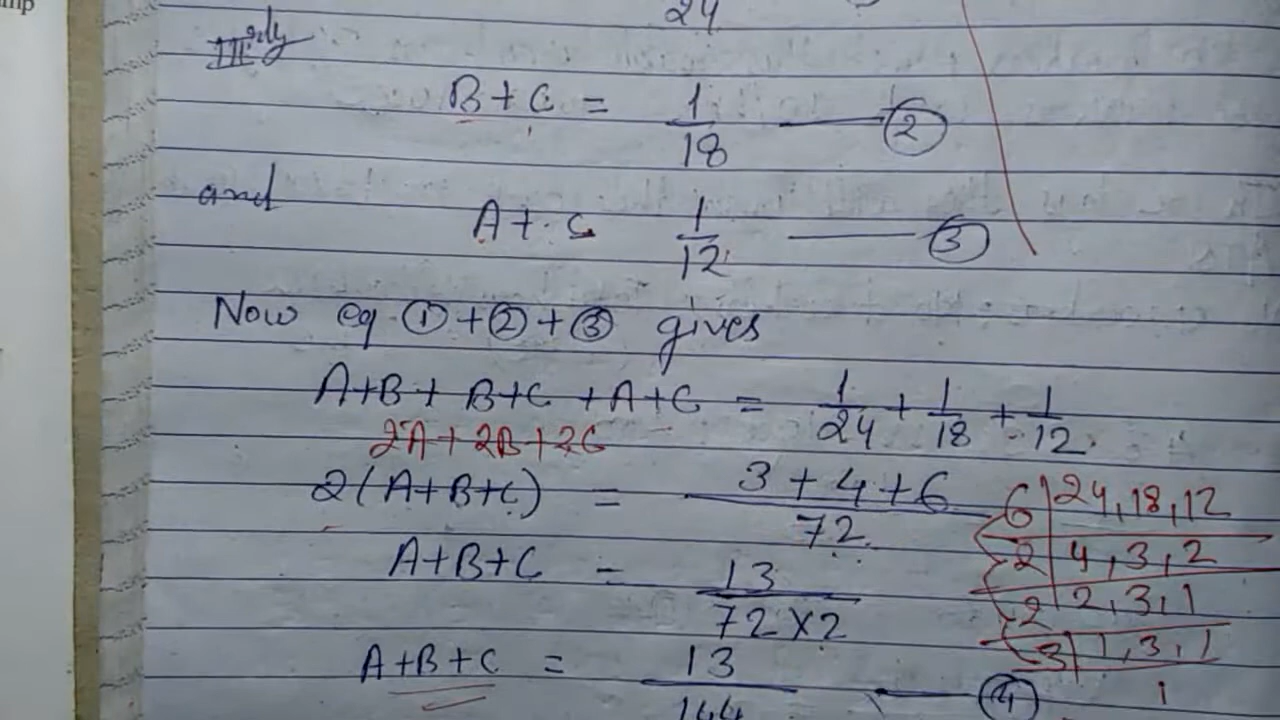 24
IIIrdly
B+C = 1/18 —— ②
and
A+C 1/12 —— ③
Now eq ①+②+③ gives
A+B+B+C+A+C = 1/24 + 1/18 + 1/12
2A+2B+2C
2(A+B+C) = 3+4+6/72
6 | 24,18,12
2 | 4,3,2
2 | 2,3,1
3 | 1,3,1
1
A+B+C = 13/72×2
A+B+C = 13/144 —— ④